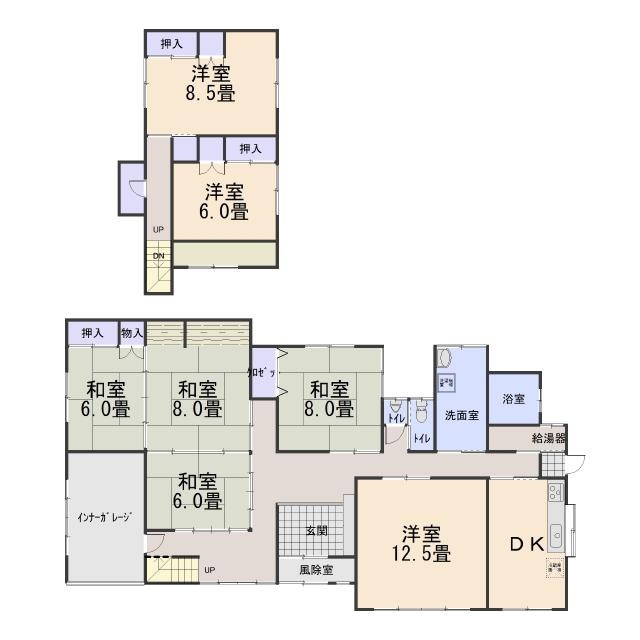 押入
洋室
8.5畳
押入
洋室
6.0畳
UP
DN
押入
物入
ｸﾛｾﾞｯ
和室
6.0畳
和室
8.0畳
和室
8.0畳
ﾄｲﾚ
ﾄｲﾚ
洗面室
浴室
給湯器
和室
6.0畳
ｲﾝﾅｰｶﾞﾚｰｼﾞ
玄関
洋室
12.5畳
DK
UP
風除室